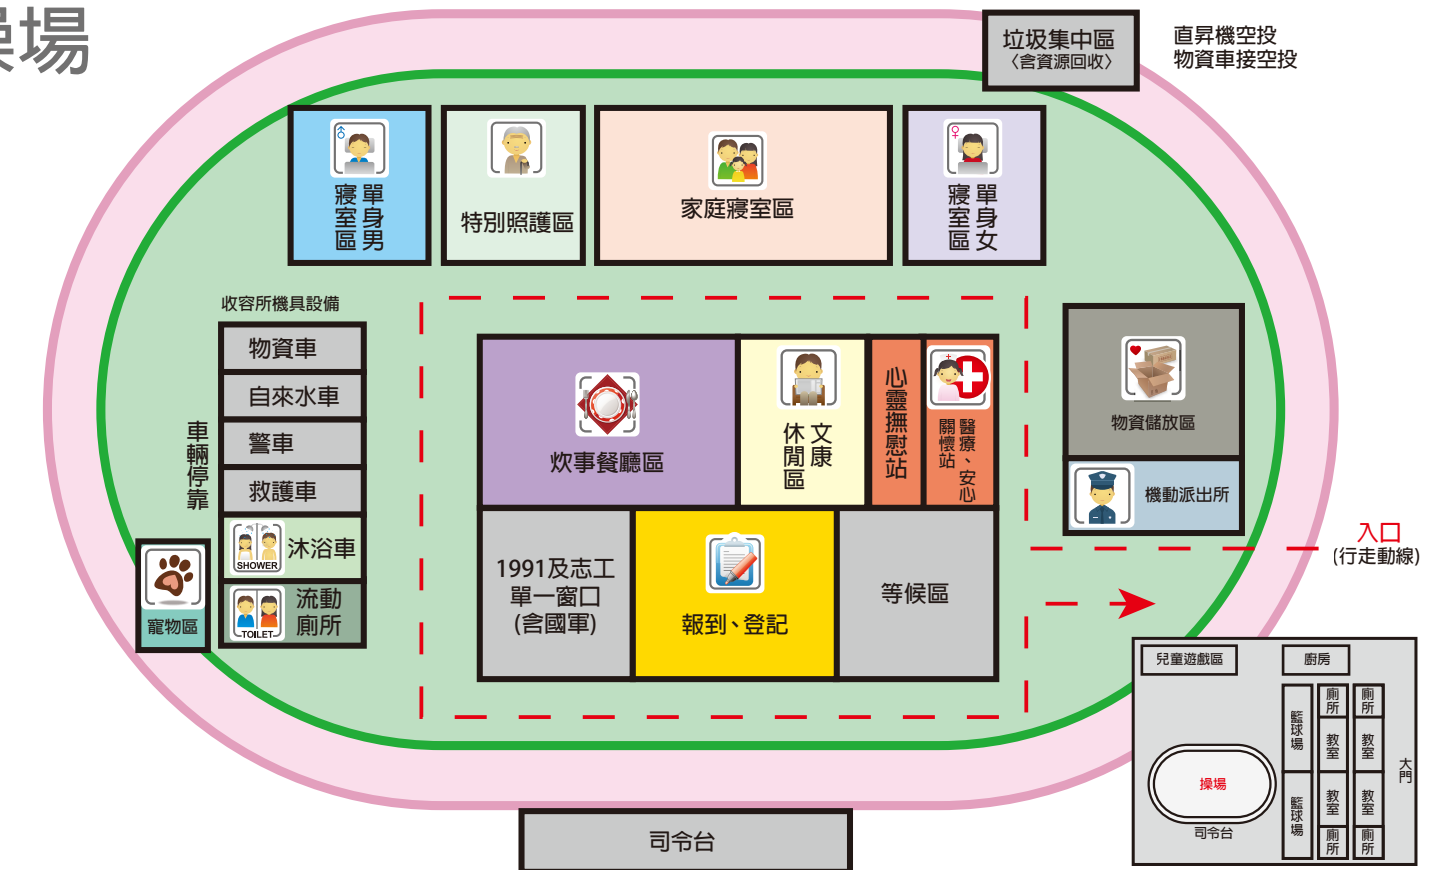 操場
垃圾集中區
〈含資源回收〉
直昇機空投
物資車接空投
單身男
寢室區
特別照護區
家庭寢室區
單身女
寢室區
收容所機具設備
物資車
自來水車
警車
救護車
SHOWER
沐浴車
TOILET
流動
廁所
車輛停靠
寵物區
炊事餐廳區
文康
休閒區
心靈撫慰站
醫療、安心
關懷站
1991及志工
單一窗口
(含國軍)
報到、登記
等候區
物資儲放區
機動派出所
入口
(行走動線)
司令台
兒童遊戲區
廚房
籃球場
籃球場
廁所
教室
教室
廁所
廁所
教室
教室
廁所
大門
操場
司令台